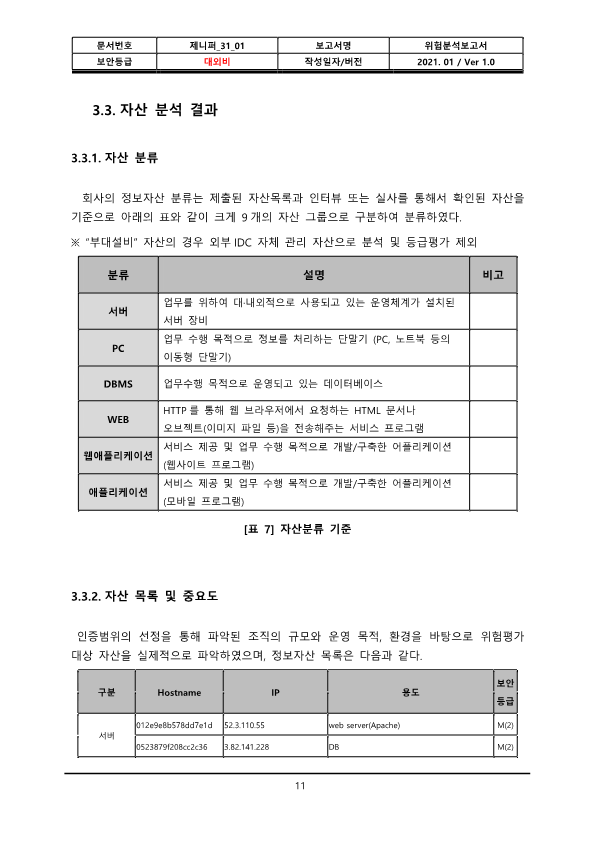 문서번호 제니퍼_31_01 보고서명 위험분석보고서
보안등급 대외비 작성일자/버전 2021. 01 / Ver 1.0
3.3. 자산 분석 결과
3.3.1. 자산 분류
회사의 정보자산 분류는 제출된 자산목록과 인터뷰 또는 실사를 통해서 확인된 자산을
기준으로 아래의 표와 같이 크게 9개의 자산 그룹으로 구분하여 분류하였다.
※ “부대설비” 자산의 경우 외부 IDC 자체 관리 자산으로 분석 및 등급평가 제외
분류 설명 비고
서버 업무를 위하여 대·내외적으로 사용되고 있는 운영체계가 설치된
서버 장비
PC 업무 수행 목적으로 정보를 처리하는 단말기 (PC, 노트북 등의
이동형 단말기)
DBMS 업무수행 목적으로 운영되고 있는 데이터베이스
WEB HTTP를 통해 웹 브라우저에서 요청하는 HTML 문서나
오브젝트(이미지 파일 등)을 전송해주는 서비스 프로그램
웹애플리케이션 서비스 제공 및 업무 수행 목적으로 개발/구축한 어플리케이션
(웹사이트 프로그램)
애플리케이션 서비스 제공 및 업무 수행 목적으로 개발/구축한 어플리케이션
(모바일 프로그램)
[표 7] 자산분류 기준
3.3.2. 자산 목록 및 중요도
인증범위의 선정을 통해 파악된 조직의 규모와 운영 목적, 환경을 바탕으로 위험평가
대상 자산을 실제적으로 파악하였으며, 정보자산 목록은 다음과 같다.
구분 Hostname IP 용도 보안
등급
서버 012e9e8b578dd7e1d 52.3.110.55 web server(Apache) M(2)
0523879f208cc2c36 3.82.141.228 DB M(2)
11